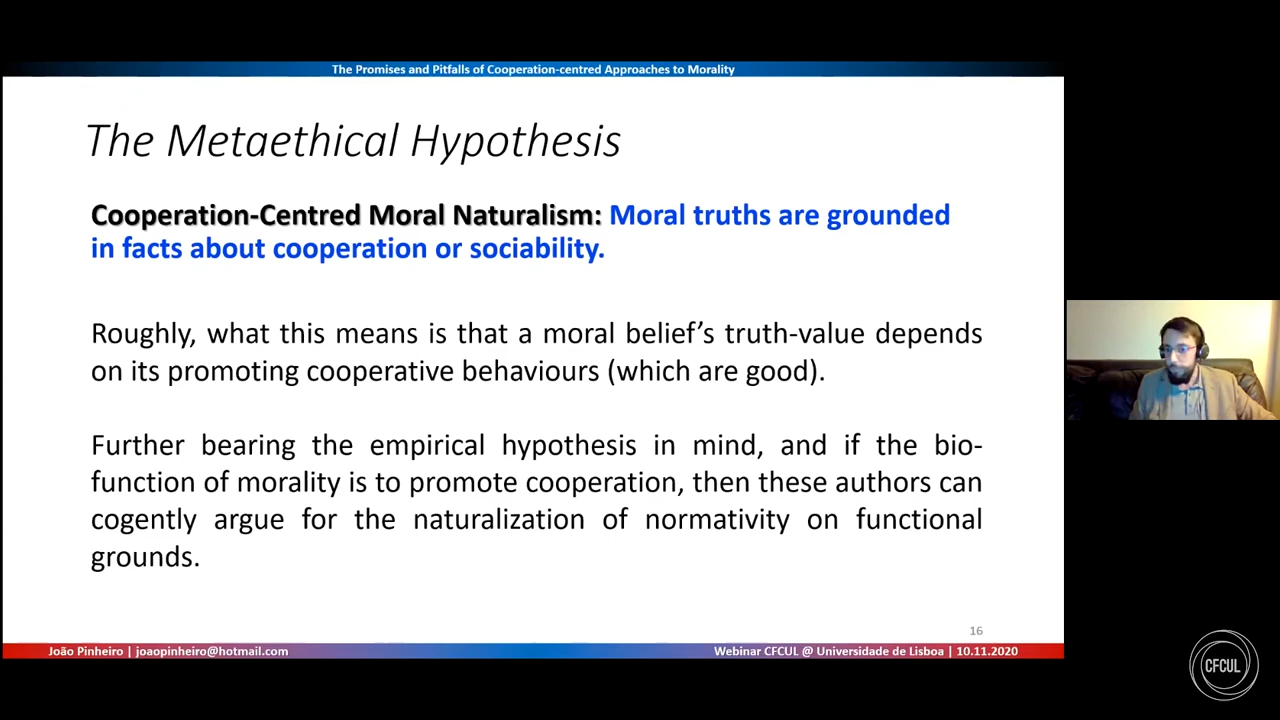 The Promises and Pitfalls of Cooperation-centred Approaches to Morality
The Metaethical Hypothesis
Cooperation-Centred Moral Naturalism: Moral truths are grounded
in facts about cooperation or sociability.
Roughly, what this means is that a moral belief’s truth-value depends
on its promoting cooperative behaviours (which are good).
Further bearing the empirical hypothesis in mind, and if the bio-
function of morality is to promote cooperation, then these authors can
cogently argue for the naturalization of normativity on functional
grounds.
16
João Pinheiro | joaopinheiro@hotmail.com
Webinar CFCUL @ Universidade de Lisboa | 10.11.2020
CFCUL